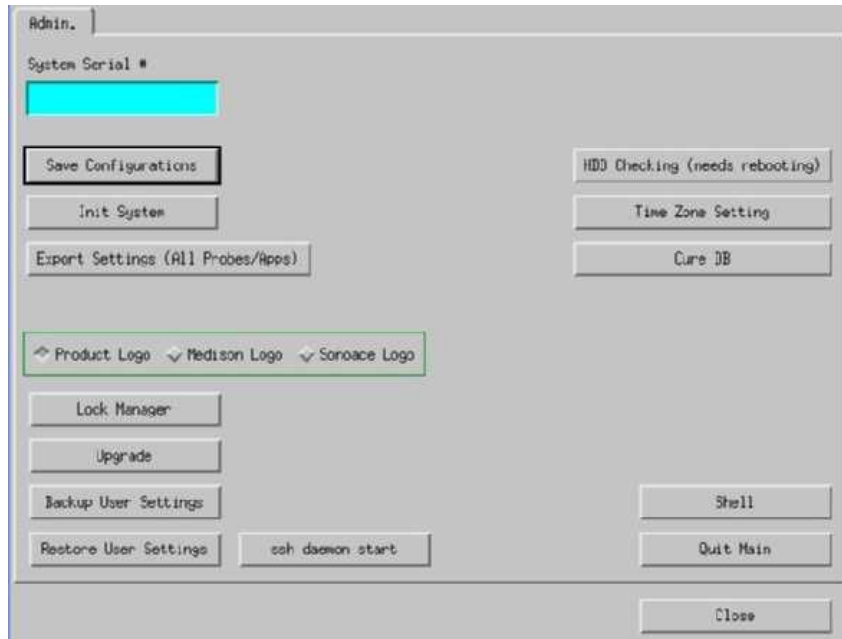 Admin.
System Serial #
Save Configurations
HDD Checking (needs rebooting)
Init System
Time Zone Setting
Export Settings (All Probes/Apps)
Cure DB
Product Logo Medison Logo Sonoace Logo
Lock Manager
Upgrade
Backup User Settings
Shell
Restore User Settings
ssh daemon start
Quit Main
Close